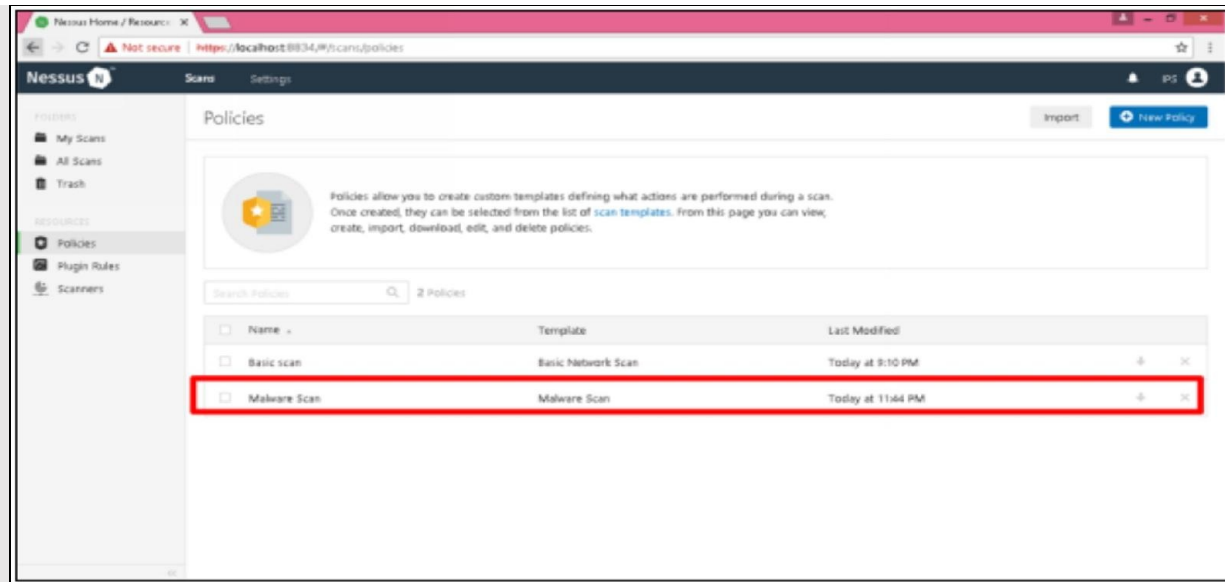 Nessus Home / Resource
Not secure https://localhost:8834/#/scans/policies
Nessus N Scans Settings IPS
FOLDERS
My Scans
All Scans
Trash
RESOURCES
Policies
Plugin Rules
Scanners
Policies
Import New Policy
Policies allow you to create custom templates defining what actions are performed during a scan.
Once created, they can be selected from the list of scan templates. From this page you can view,
create, import, download, edit, and delete policies.
Search Policies 2 Policies
Name Template Last Modified
Basic scan Basic Network Scan Today at 9:10 PM
Malware Scan Malware Scan Today at 11:44 PM